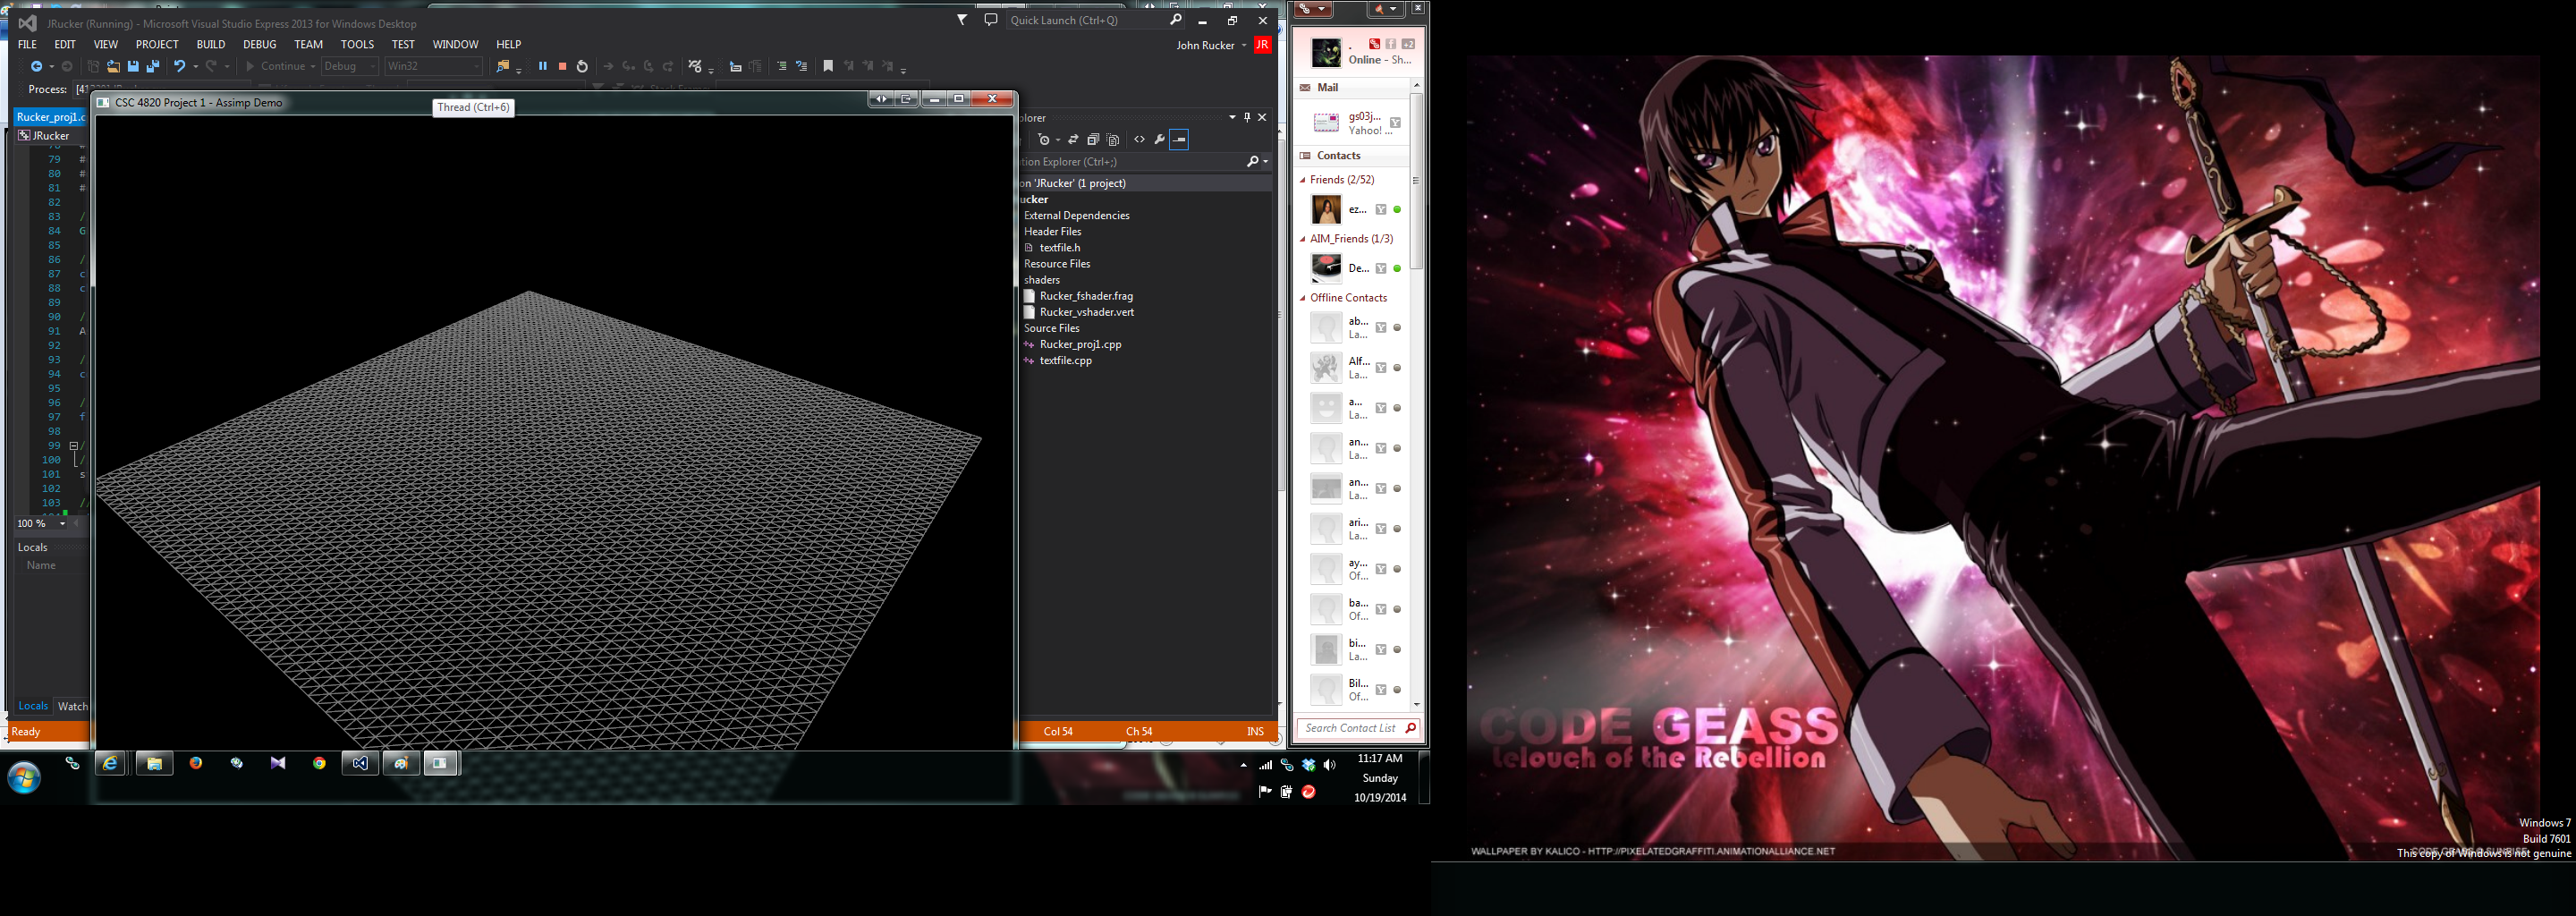 JRucker (Running) - Microsoft Visual Studio Express 2013 for Windows Desktop
Quick Launch (Ctrl+Q)
FILE EDIT VIEW PROJECT BUILD DEBUG TEAM TOOLS TEST WINDOW HELP
John Rucker JR
Continue Debug Win32
Process:
CSC 4820 Project 1 - Assimp Demo
Thread (Ctrl+6)
Rucker_proj1.c
JRucker
79 #
80 #
81 #
82
83 /
84 G
85
86 /
87 c
88 c
89
90 /
91 A
92
93 /
94 c
95
96 /
97 f
98
99 /
100 /
101 s
102
103 //
100 %
Locals
Name
Locals Watch
Ready
plorer
ution Explorer (Ctrl+;)
on 'JRucker' (1 project)
ucker
External Dependencies
Header Files
textfile.h
Resource Files
shaders
Rucker_fshader.frag
Rucker_vshader.vert
Source Files
Rucker_proj1.cpp
textfile.cpp
Col 54 Ch 54 INS
. +2
Online - Sh...
Mail
gs03j...
Yahoo! ...
Contacts
Friends (2/52)
ez...
AIM_Friends (1/3)
De...
Offline Contacts
ab...
La...
Alf...
La...
a...
La...
an...
La...
an...
La...
ari...
La...
ay...
Of...
ba...
Of...
bi...
La...
Bil...
Of...
Search Contact List
11:17 AM
Sunday
10/19/2014
CODE GEASS
Lelouch of the Rebellion
WALLPAPER BY KALICO - HTTP://PIXELATEDGRAFFITI.ANIMATIONALLIANCE.NET
Windows 7
Build 7601
This copy of Windows is not genuine